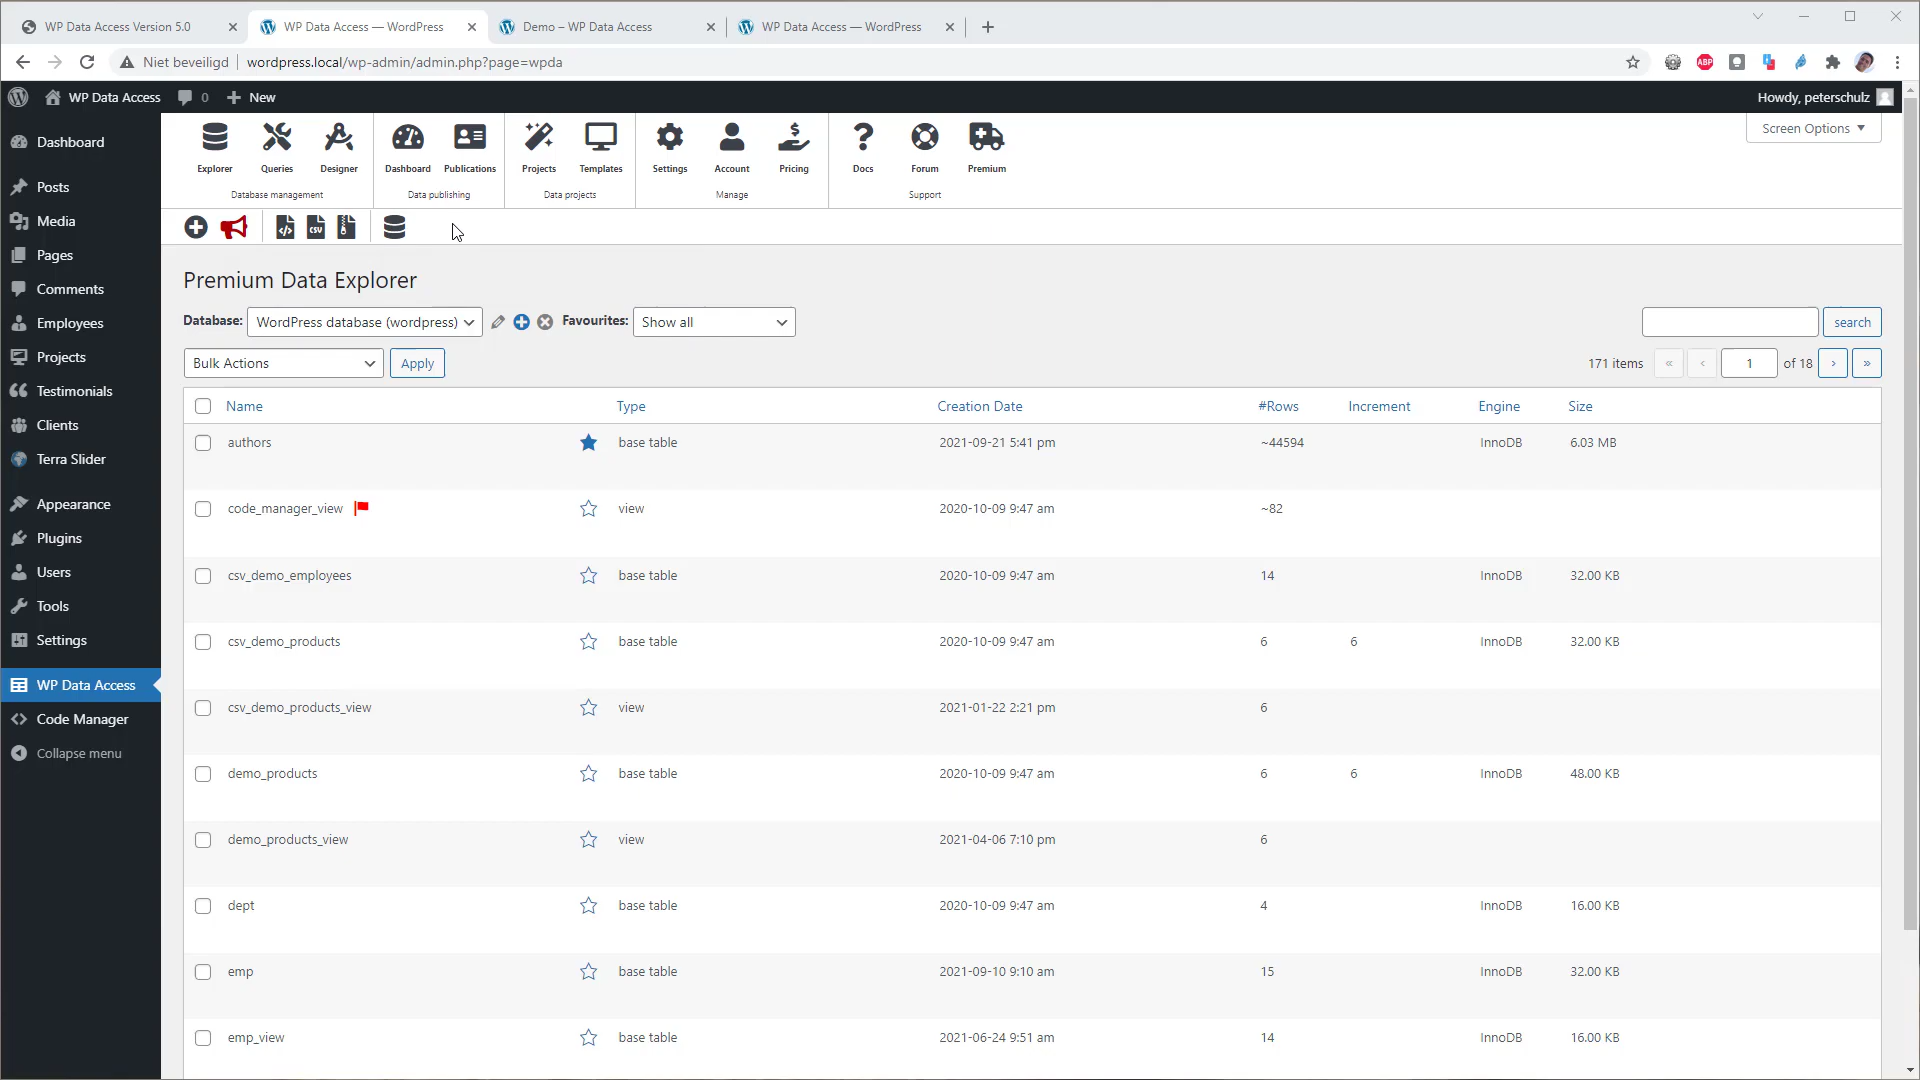 WP Data Access Version 5.0
WP Data Access — WordPress
Demo – WP Data Access
WP Data Access — WordPress
Niet beveiligd
wordpress.local/wp-admin/admin.php?page=wpda
ABP
WP Data Access
0
New
Howdy, peterschulz
Dashboard
Posts
Media
Pages
Comments
Employees
Projects
Testimonials
Clients
Terra Slider
Appearance
Plugins
Users
Tools
Settings
WP Data Access
Code Manager
Collapse menu
Explorer
Queries
Designer
Database management
Dashboard
Publications
Data publishing
Projects
Templates
Data projects
Settings
Account
Pricing
Manage
Docs
Forum
Premium
Support
Screen Options
CSV
Premium Data Explorer
Database:
WordPress database (wordpress)
Favourites:
Show all
search
Bulk Actions
Apply
171 items
«
‹
1
of 18
›
»
Name Type Creation Date #Rows Increment Engine Size
authors base table 2021-09-21 5:41 pm ~44594 InnoDB 6.03 MB
code_manager_view view 2020-10-09 9:47 am ~82
csv_demo_employees base table 2020-10-09 9:47 am 14 InnoDB 32.00 KB
csv_demo_products base table 2020-10-09 9:47 am 6 6 InnoDB 32.00 KB
csv_demo_products_view view 2021-01-22 2:21 pm 6
demo_products base table 2020-10-09 9:47 am 6 6 InnoDB 48.00 KB
demo_products_view view 2021-04-06 7:10 pm 6
dept base table 2020-10-09 9:47 am 4 InnoDB 16.00 KB
emp base table 2021-09-10 9:10 am 15 InnoDB 32.00 KB
emp_view base table 2021-06-24 9:51 am 14 InnoDB 16.00 KB